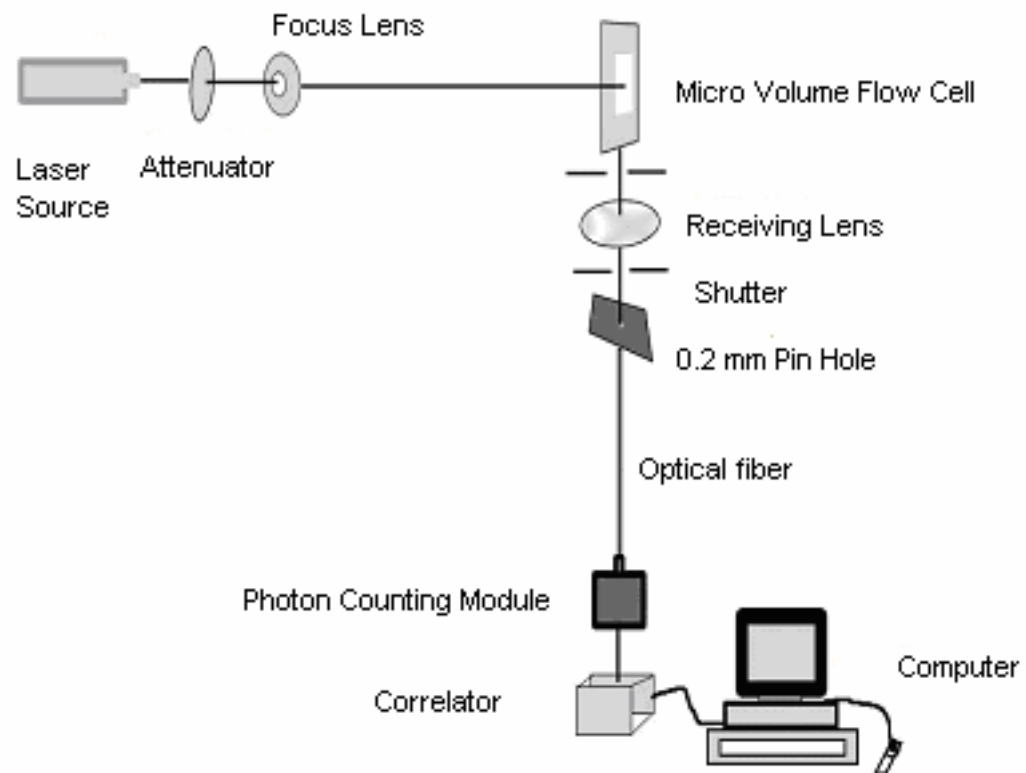 Focus Lens
Micro Volume Flow Cell
Laser
Source
Attenuator
Receiving Lens
Shutter
0.2 mm Pin Hole
Optical fiber
Photon Counting Module
Computer
Correlator